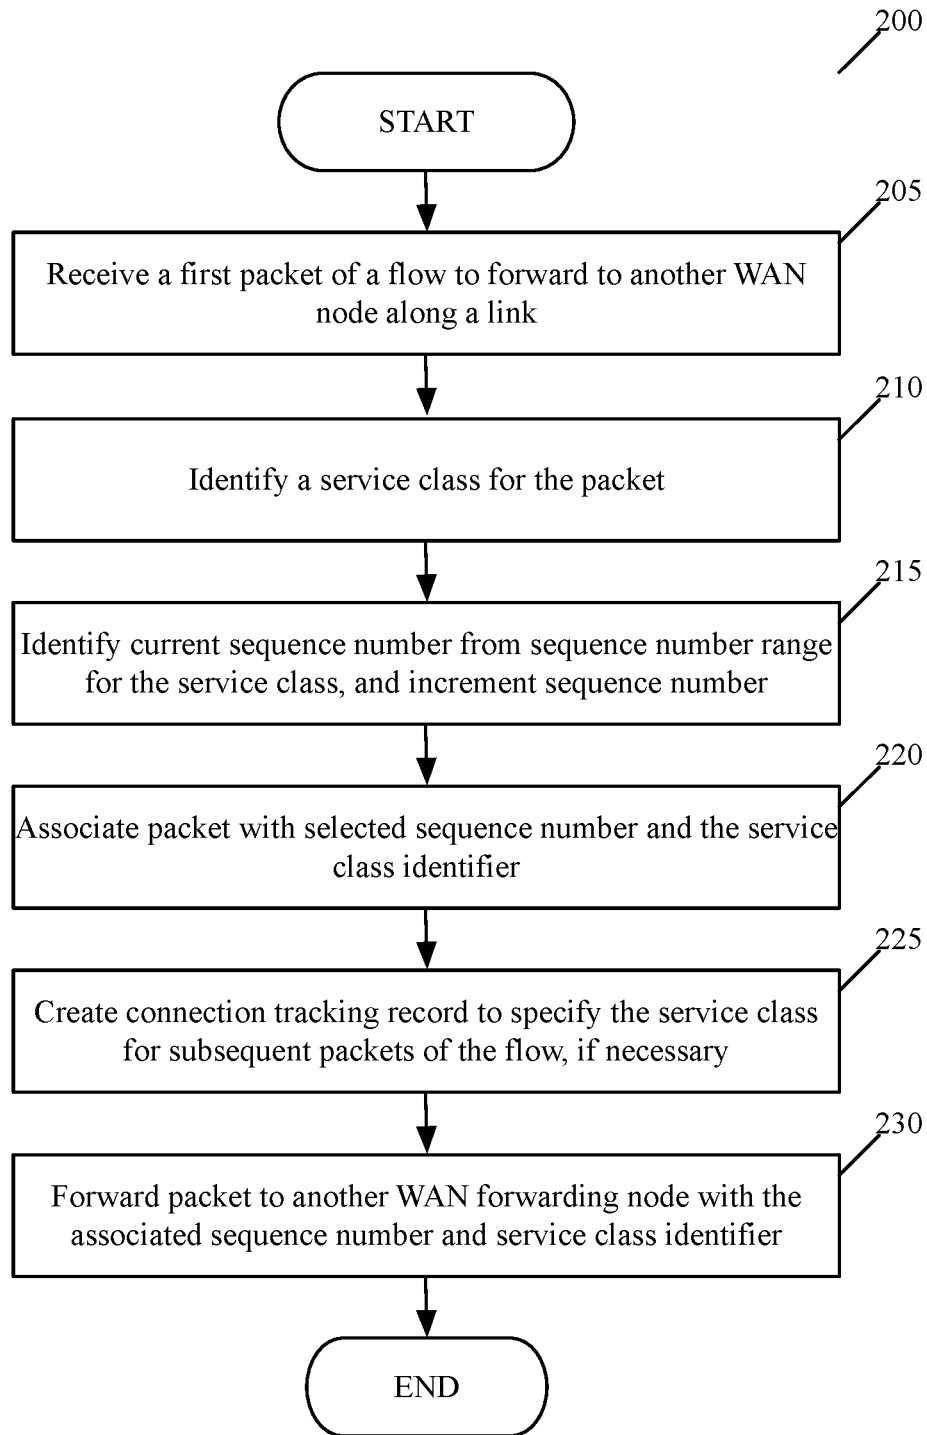 200
START
205
Receive a first packet of a flow to forward to another WAN
node along a link
210
Identify a service class for the packet
215
Identify current sequence number from sequence number range
for the service class, and increment sequence number
220
Associate packet with selected sequence number and the service
class identifier
225
Create connection tracking record to specify the service class
for subsequent packets of the flow, if necessary
230
Forward packet to another WAN forwarding node with the
associated sequence number and service class identifier
END